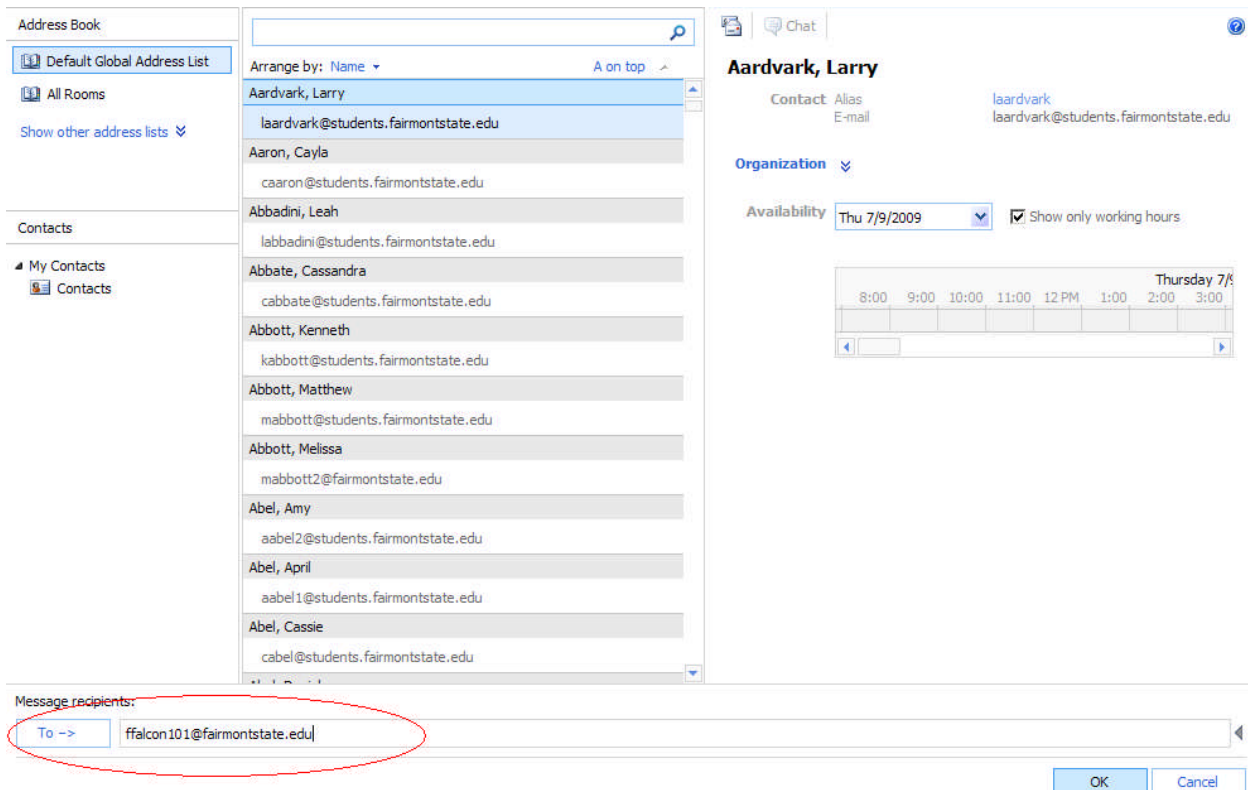 Address Book
Default Global Address List
All Rooms
Show other address lists
Contacts
My Contacts
Contacts
Arrange by: Name A on top
Aardvark, Larry
laardvark@students.fairmontstate.edu
Aaron, Cayla
caaron@students.fairmontstate.edu
Abbadini, Leah
labbadini@students.fairmontstate.edu
Abbate, Cassandra
cabbate@students.fairmontstate.edu
Abbott, Kenneth
kabbott@students.fairmontstate.edu
Abbott, Matthew
mabbott@students.fairmontstate.edu
Abbott, Melissa
mabbott2@fairmontstate.edu
Abel, Amy
aabel2@students.fairmontstate.edu
Abel, April
aabel1@students.fairmontstate.edu
Abel, Cassie
cabel@students.fairmontstate.edu
Chat
Aardvark, Larry
Contact Alias laardvark
E-mail laardvark@students.fairmontstate.edu
Organization
Availability Thu 7/9/2009 Show only working hours
Thursday 7/9
8:00 9:00 10:00 11:00 12 PM 1:00 2:00 3:00
Message recipients:
To -> ffalcon101@fairmontstate.edu
OK Cancel